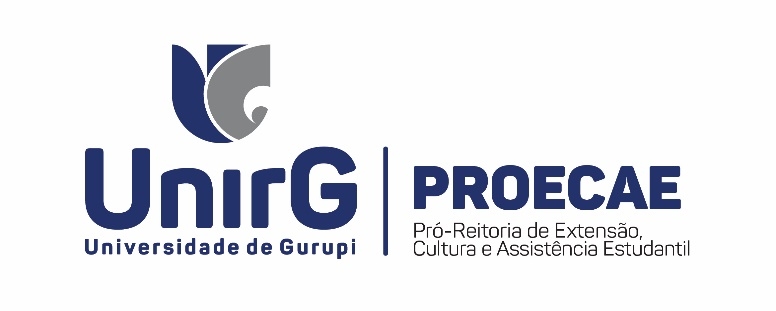 UnirG
Universidade de Gurupi
PROECAE
Pró-Reitoria de Extensão,
Cultura e Assistência Estudantil